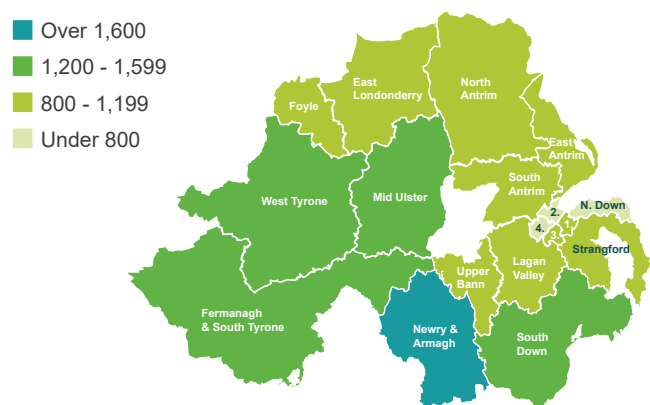 Over 1,600
1,200 - 1,599
800 - 1,199
Under 800
East
Londonderry
North
Antrim
Foyle
East
Antrim
South
Antrim
West Tyrone
Mid Ulster
N. Down
2.
1.
4.
3.
Strangford
Lagan
Valley
Upper
Bann
Fermanagh
& South Tyrone
Newry &
Armagh
South
Down